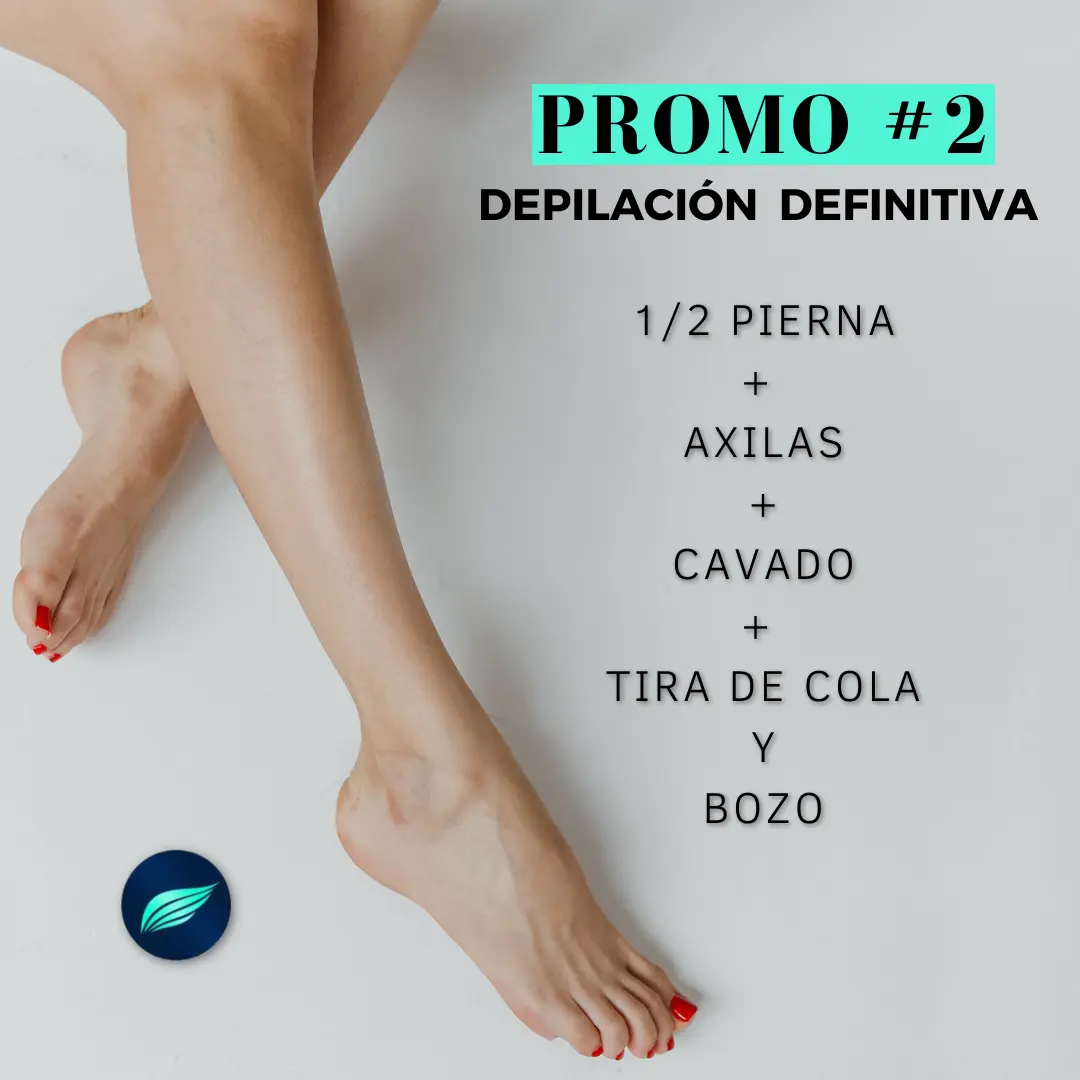 PROMO #2
DEPILACIÓN DEFINITIVA
1/2 PIERNA
+
AXILAS
+
CAVADO
+
TIRA DE COLA
Y
BOZO